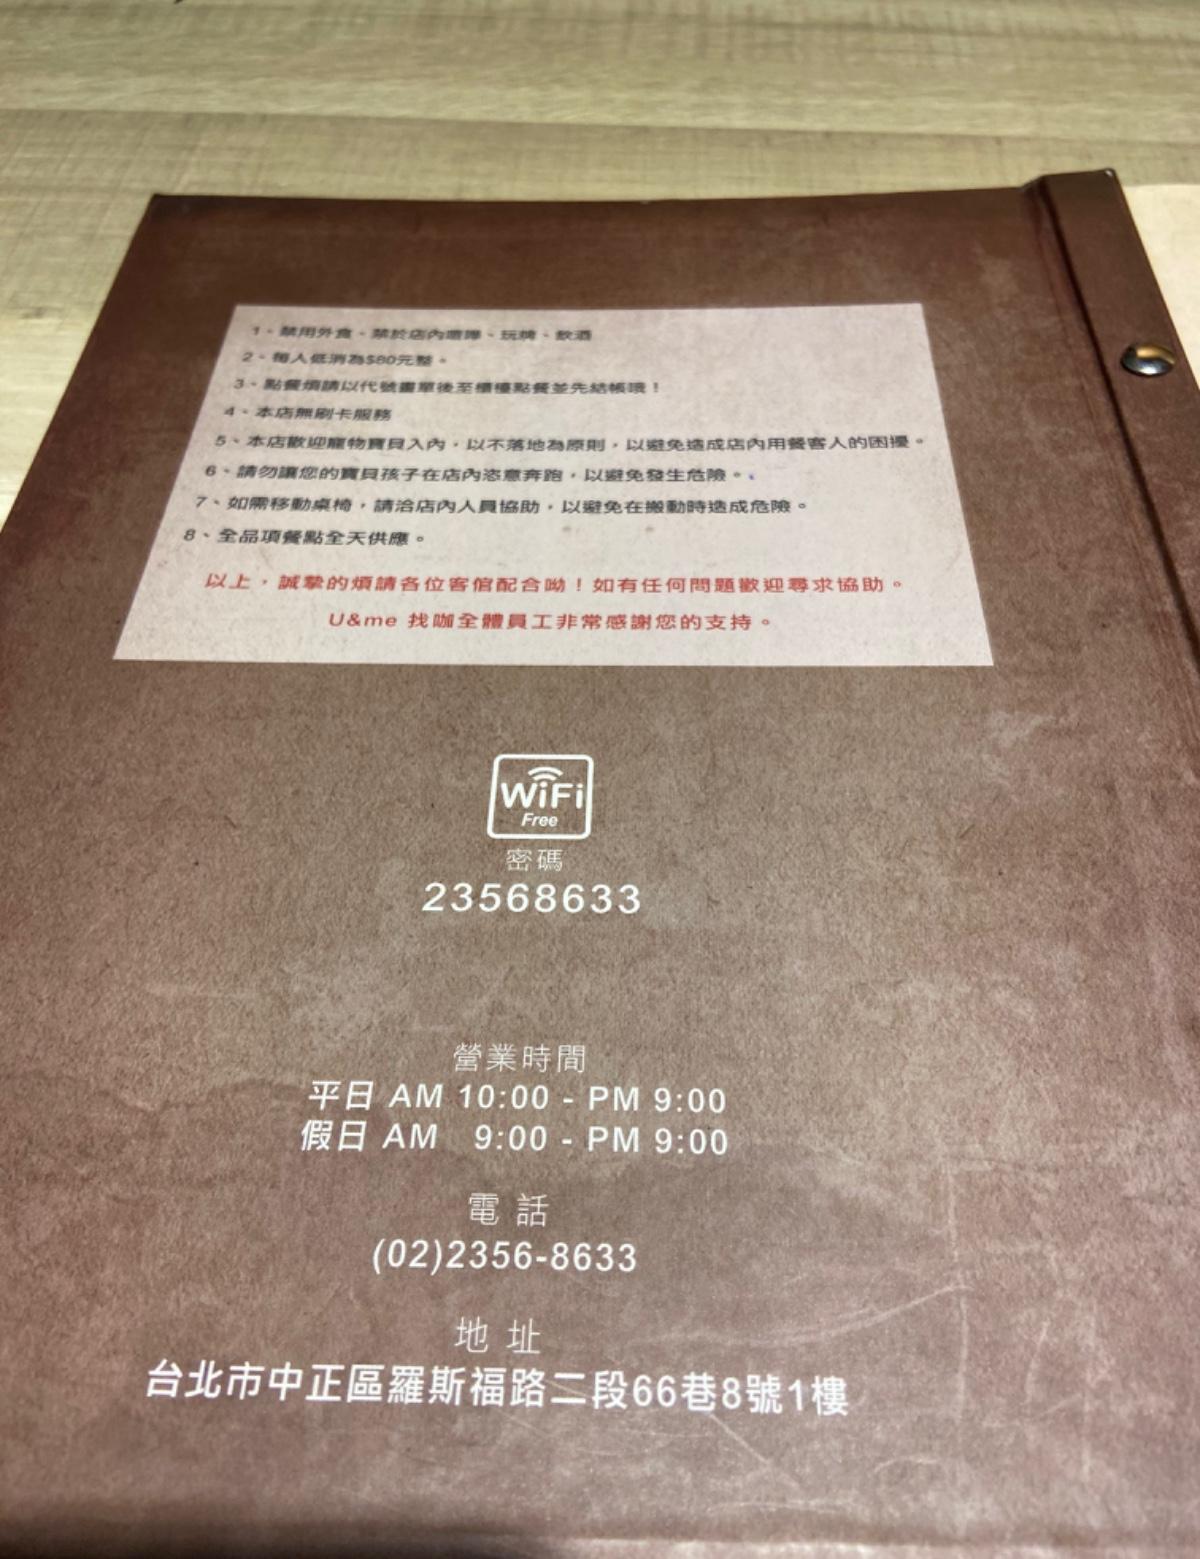 1、禁用外食、禁於店內喧嘩、玩牌、飲酒
2、每人低消為$80元整。
3、點餐煩請以代號畫單後至櫃檯點餐並先結帳哦！
4、本店無刷卡服務
5、本店歡迎寵物寶貝入內，以不落地為原則，以避免造成店內用餐客人的困擾。
6、請勿讓您的寶貝孩子在店內恣意奔跑，以避免發生危險。
7、如需移動桌椅，請洽店內人員協助，以避免在搬動時造成危險。
8、全品項餐點全天供應。
以上，誠摯的煩請各位客倌配合呦！如有任何問題歡迎尋求協助。
U&me 找咖全體員工非常感謝您的支持。
WiFi
Free
密碼
23568633
營業時間
平日 AM 10:00 - PM 9:00
假日 AM 9:00 - PM 9:00
電 話
(02)2356-8633
地 址
台北市中正區羅斯福路二段66巷8號1樓